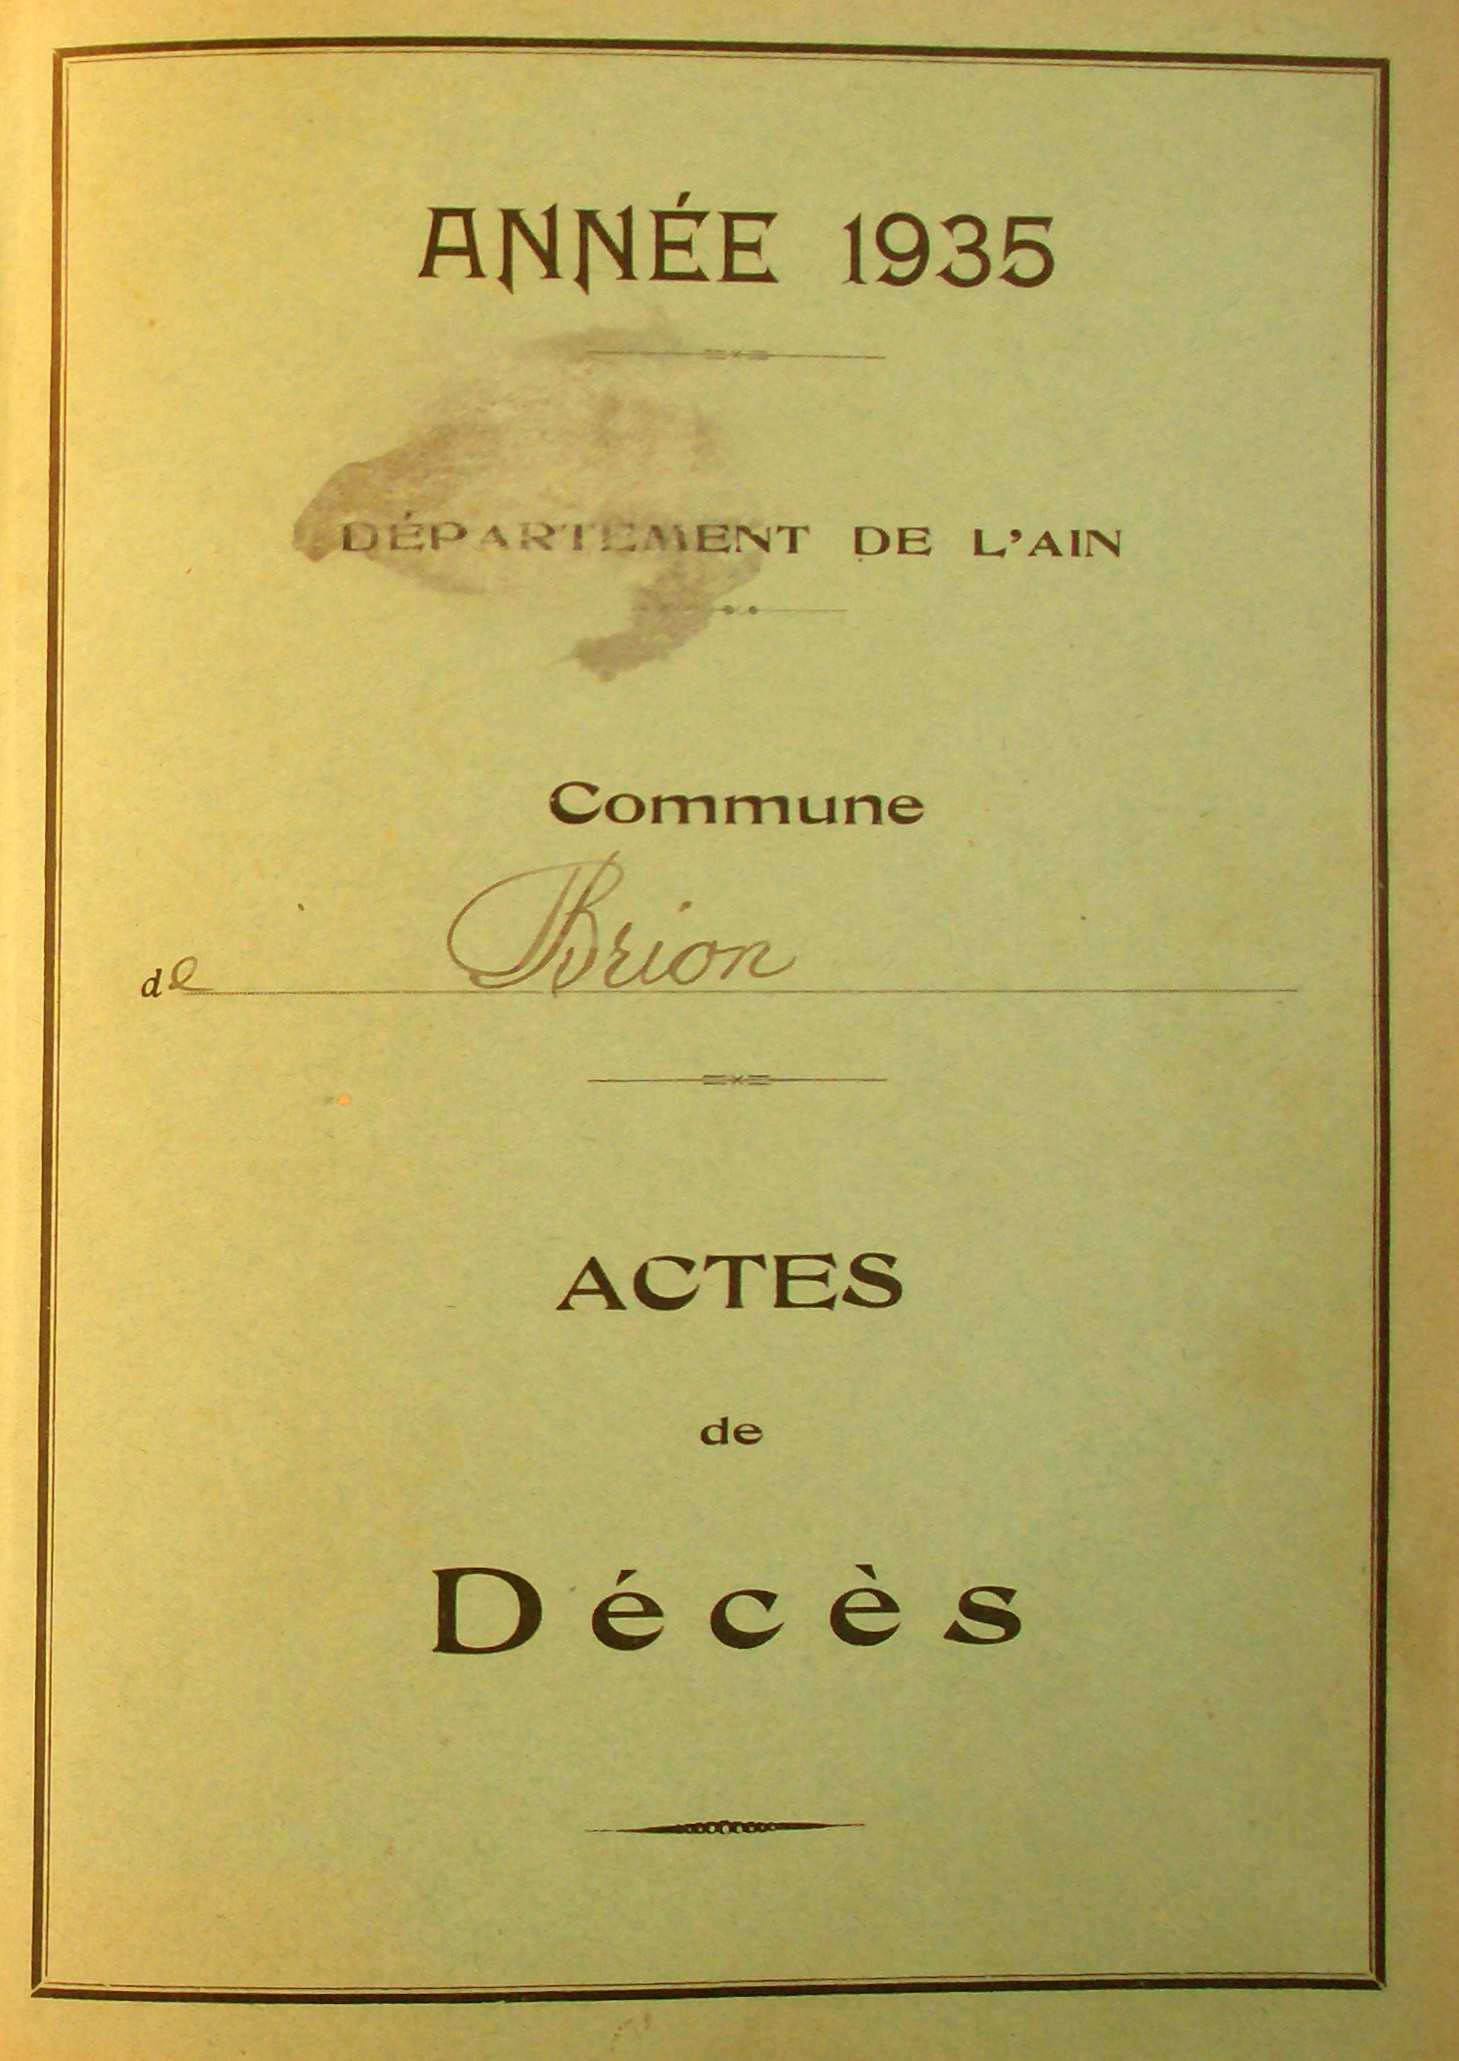 ANNÉE 1935
DÉPARTEMENT DE L'AIN
Commune
de Brion
ACTES
de
Décès